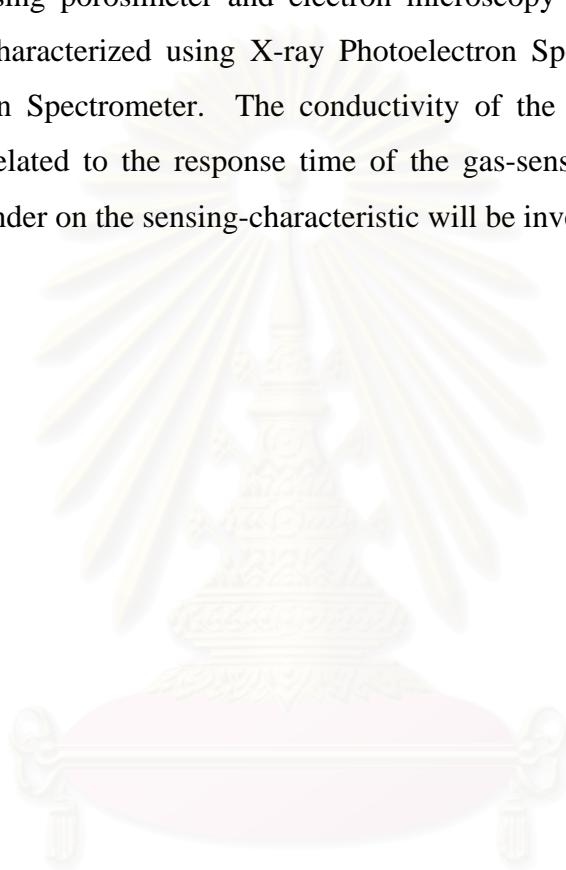 sing porosimeter and electron microscopy
haracterized using X-ray Photoelectron Sp
n Spectrometer. The conductivity of the
elated to the response time of the gas-sens
nder on the sensing-characteristic will be inve